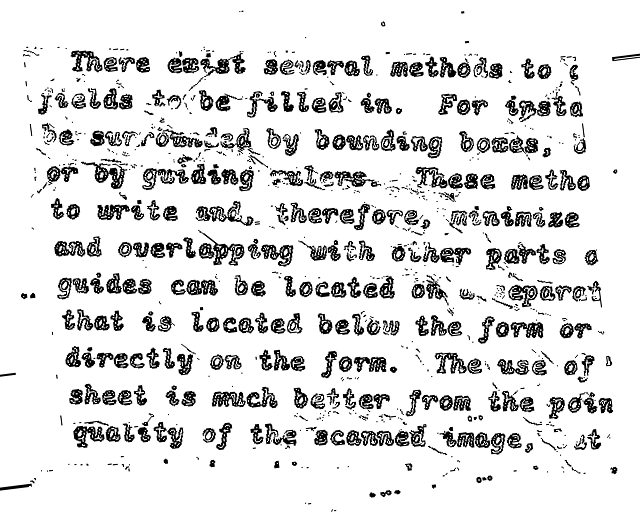 There exist several methods to
fields to be filled in. For insta
be surrounded by bounding boxes,
or by guiding rulers. These metho
to write and, therefore, minimize
and overlapping with other parts o
guides can be located on a separat
that is located below the form or
directly on the form. The use of
sheet is much better from the poin
quality of the scanned image, but